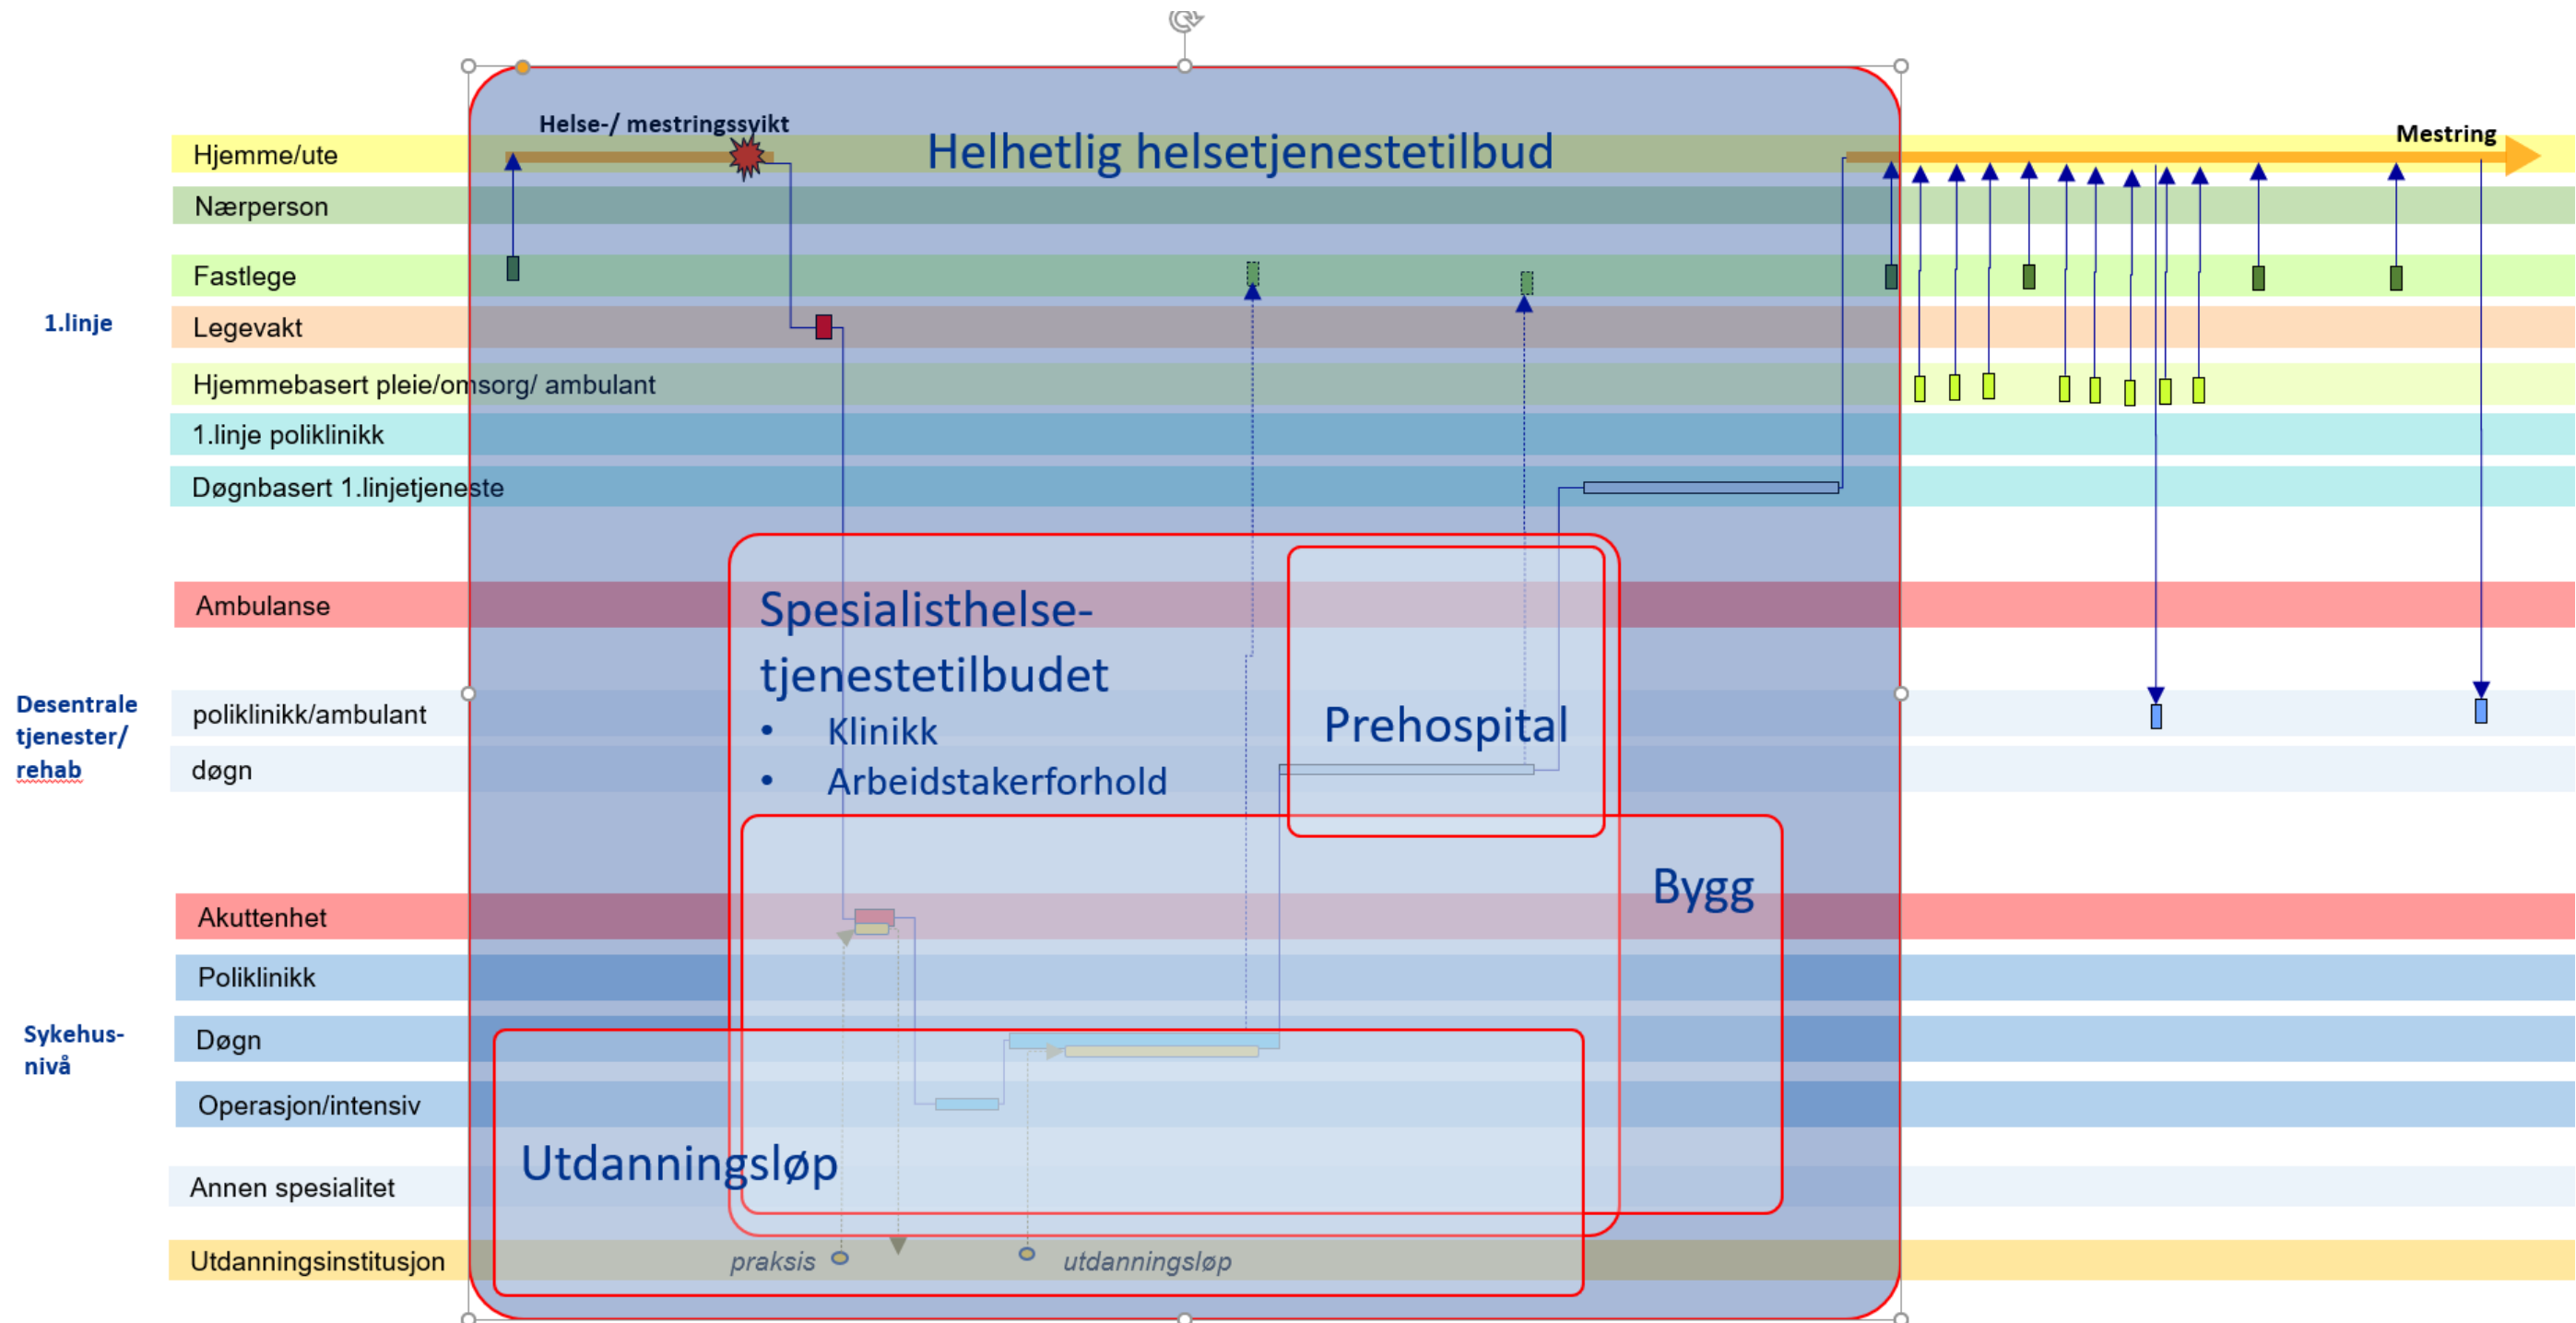 Helse-/ mestringssvikt
Mestring
Hjemme/ute
Helhetlig helsetjenestetilbud
Nærperson
Fastlege
1.linje
Legevakt
Hjemmebasert pleie/omsorg/ ambulant
1.linje poliklinikk
Døgnbasert 1.linjetjeneste
Ambulanse
Spesialisthelse-
tjenestetilbudet
• Klinikk
• Arbeidstakerforhold
Prehospital
Desentrale
tjenester/
rehab
poliklinikk/ambulant
døgn
Bygg
Akuttenhet
Poliklinikk
Sykehus-
nivå
Døgn
Operasjon/intensiv
Utdanningsløp
Annen spesialitet
Utdanningsinstitusjon
praksis
utdanningsløp